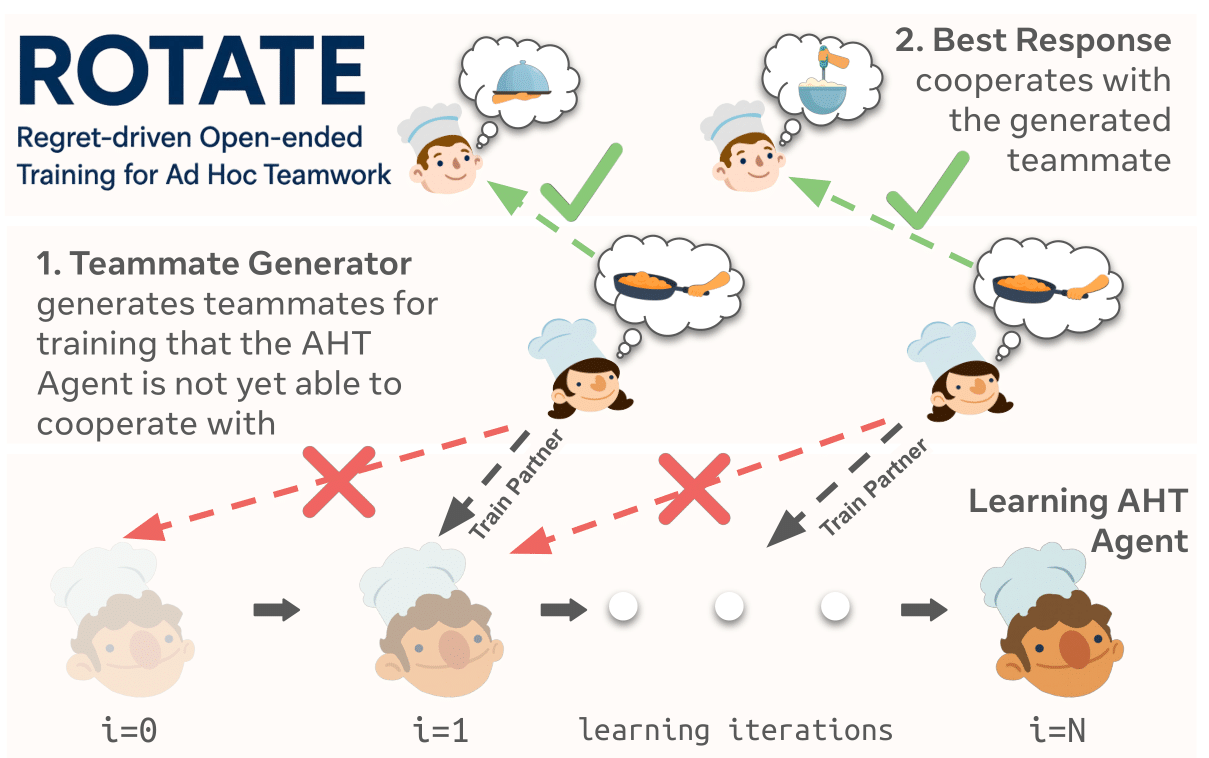 ROTATE
Regret-driven Open-ended
Training for Ad Hoc Teamwork
2. Best Response
cooperates with
the generated
teammate
1. Teammate Generator
generates teammates for
training that the AHT
Agent is not yet able to
cooperate with
Train Partner
Train Partner
Learning AHT
Agent
i=0
i=1
learning iterations
i=N